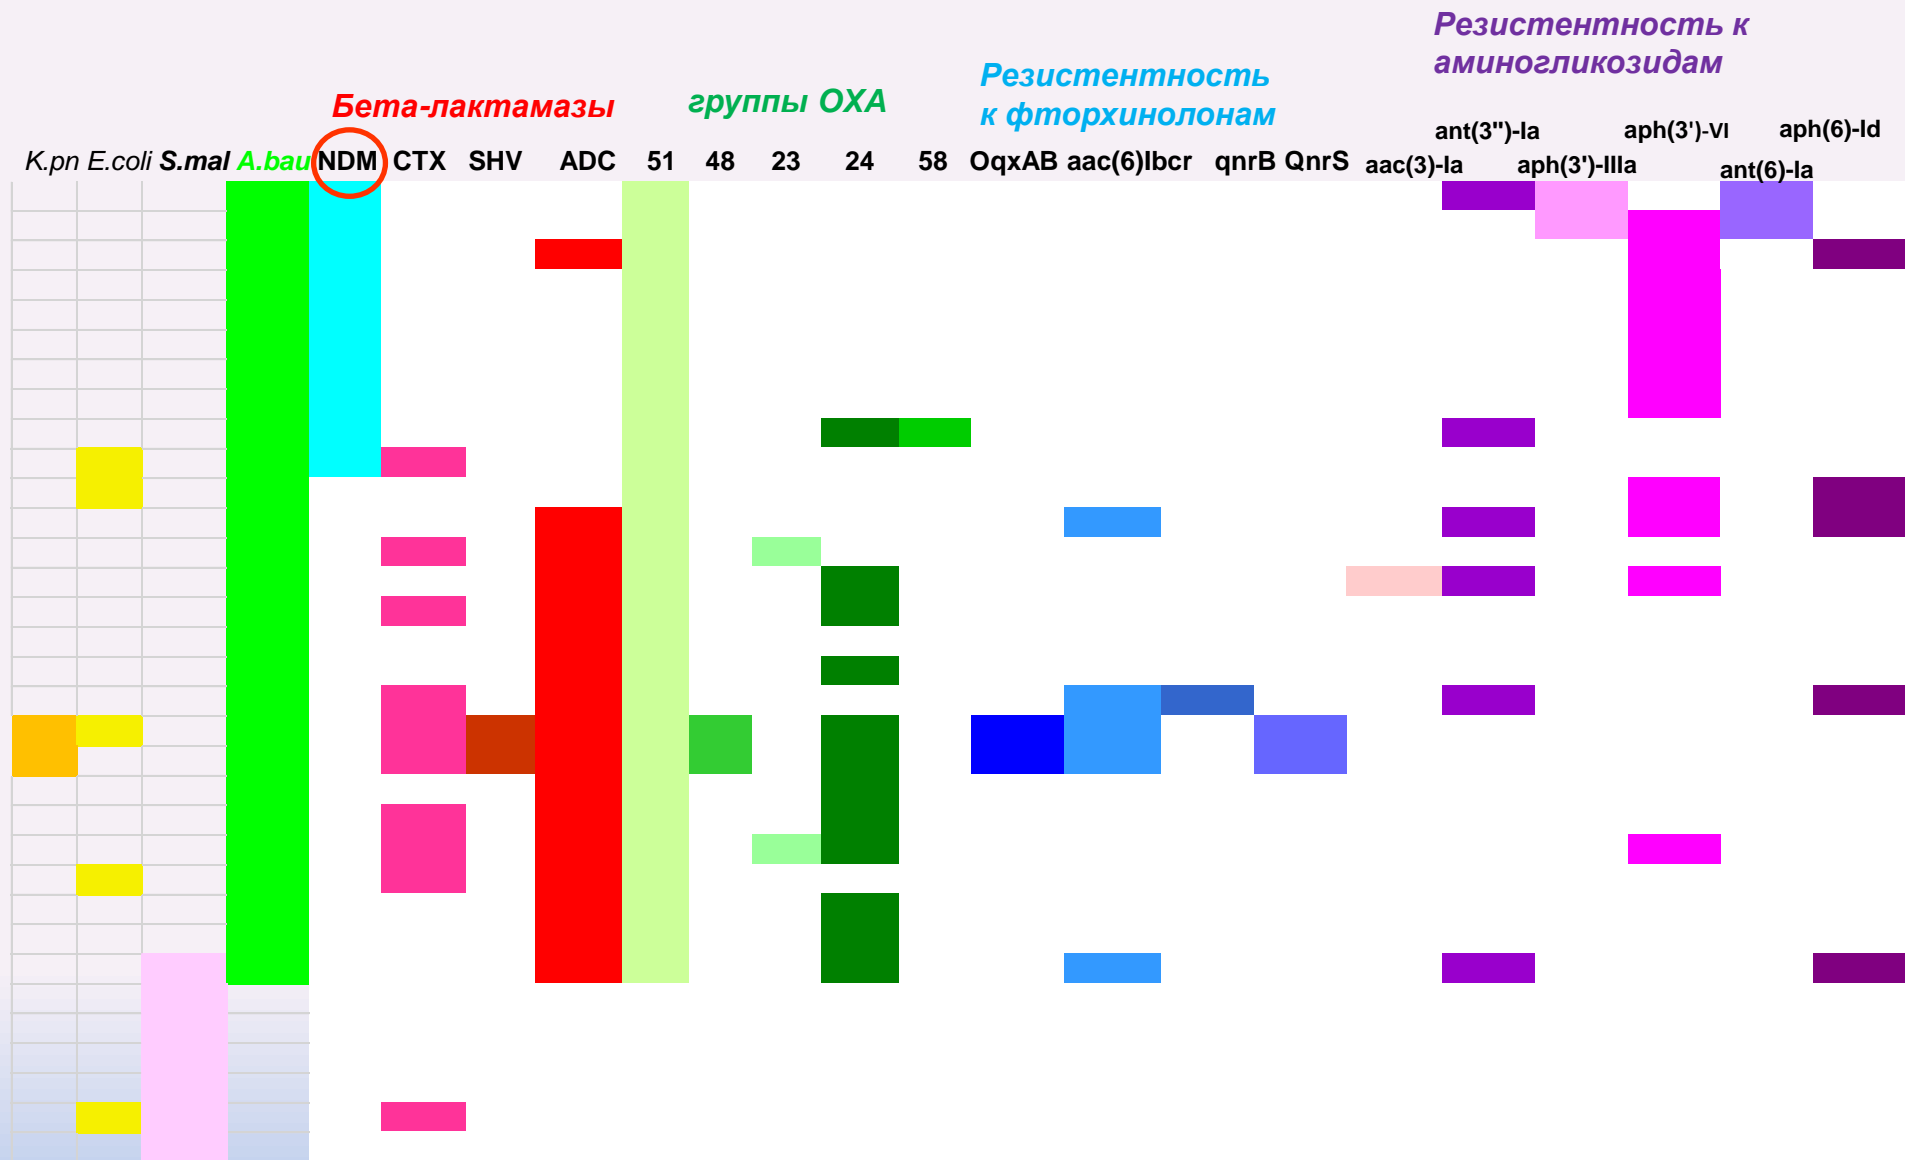 Резистентность к
аминогликозидам
Резистентность
к фторхинолонам
Бета-лактамазы
группы OXA
ant(3")-Ia aph(3')-VI aph(6)-Id
K.pn E.coli S.mal A.bau NDM CTX SHV ADC 51 48 23 24 58 OqxAB aac(6)Ibcr qnrB QnrS
aac(3)-Ia aph(3')-IIIa ant(6)-Ia